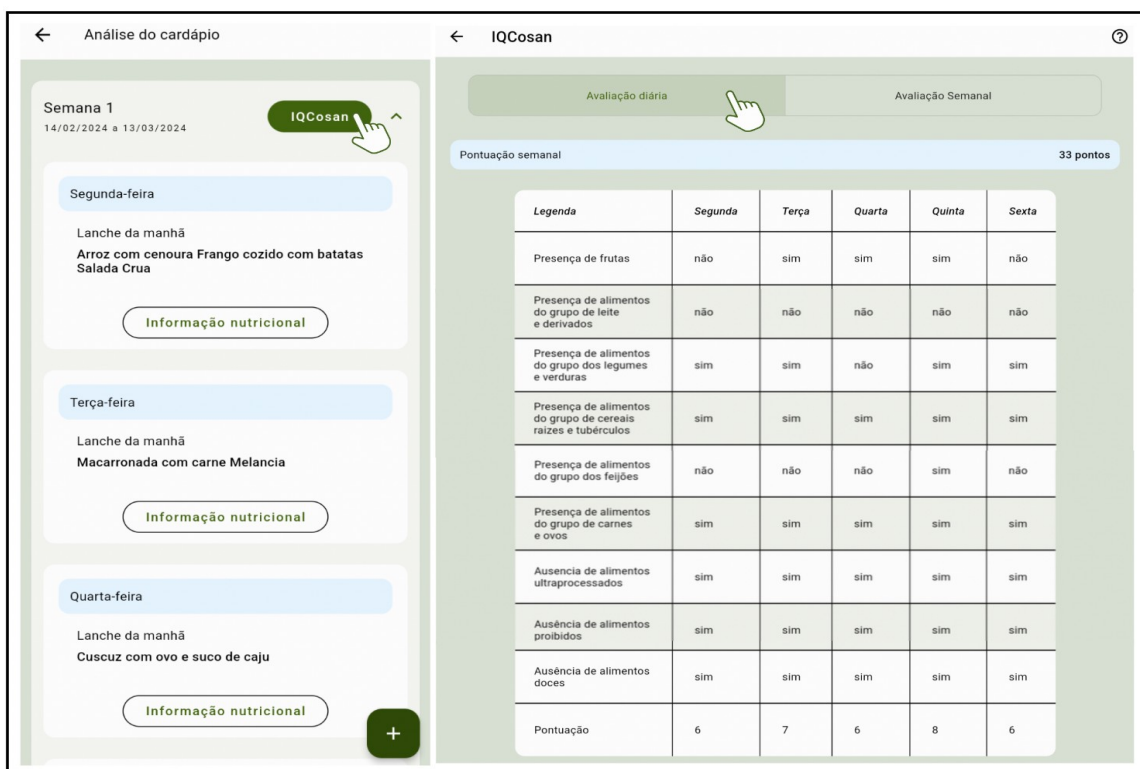 Análise do cardápio
Semana 1
14/02/2024 a 13/03/2024
IQCosan
Segunda-feira
Lanche da manhã
Arroz com cenoura Frango cozido com batatas
Salada Crua
Informação nutricional
Terça-feira
Lanche da manhã
Macarronada com carne Melancia
Informação nutricional
Quarta-feira
Lanche da manhã
Cuscuz com ovo e suco de caju
Informação nutricional
+
IQCosan
?
Avaliação diária Avaliação Semanal
Pontuação semanal 33 pontos
Legenda Segunda Terça Quarta Quinta Sexta
Presença de frutas não sim sim sim não
Presença de alimentos
do grupo de leite não não não não não
e derivados
Presença de alimentos
do grupo dos legumes sim sim não sim sim
e verduras
Presença de alimentos
do grupo de cereais sim sim sim sim sim
raizes e tubérculos
Presença de alimentos não não não sim não
do grupo dos feijões
Presença de alimentos
do grupo de carnes sim sim sim sim sim
e ovos
Ausencia de alimentos sim sim sim sim sim
ultraprocessados
Ausência de alimentos sim sim sim sim sim
proibidos
Ausência de alimentos sim sim sim sim sim
doces
Pontuação 6 7 6 8 6